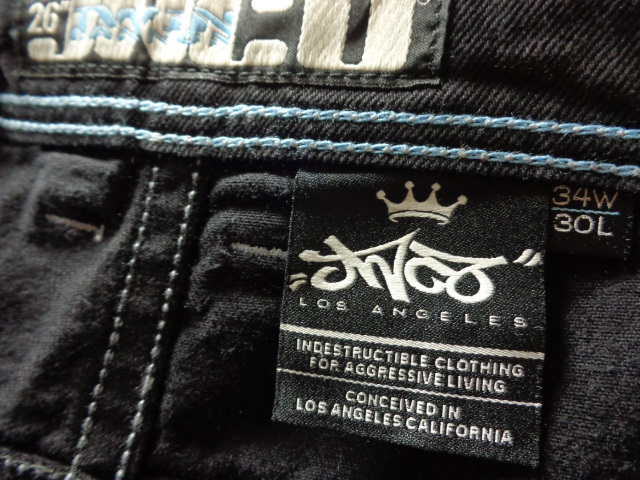 26"
34W
30L
JNCO
LOS ANGELES
INDESTRUCTIBLE CLOTHING
FOR AGGRESSIVE LIVING
CONCEIVED IN
LOS ANGELES CALIFORNIA